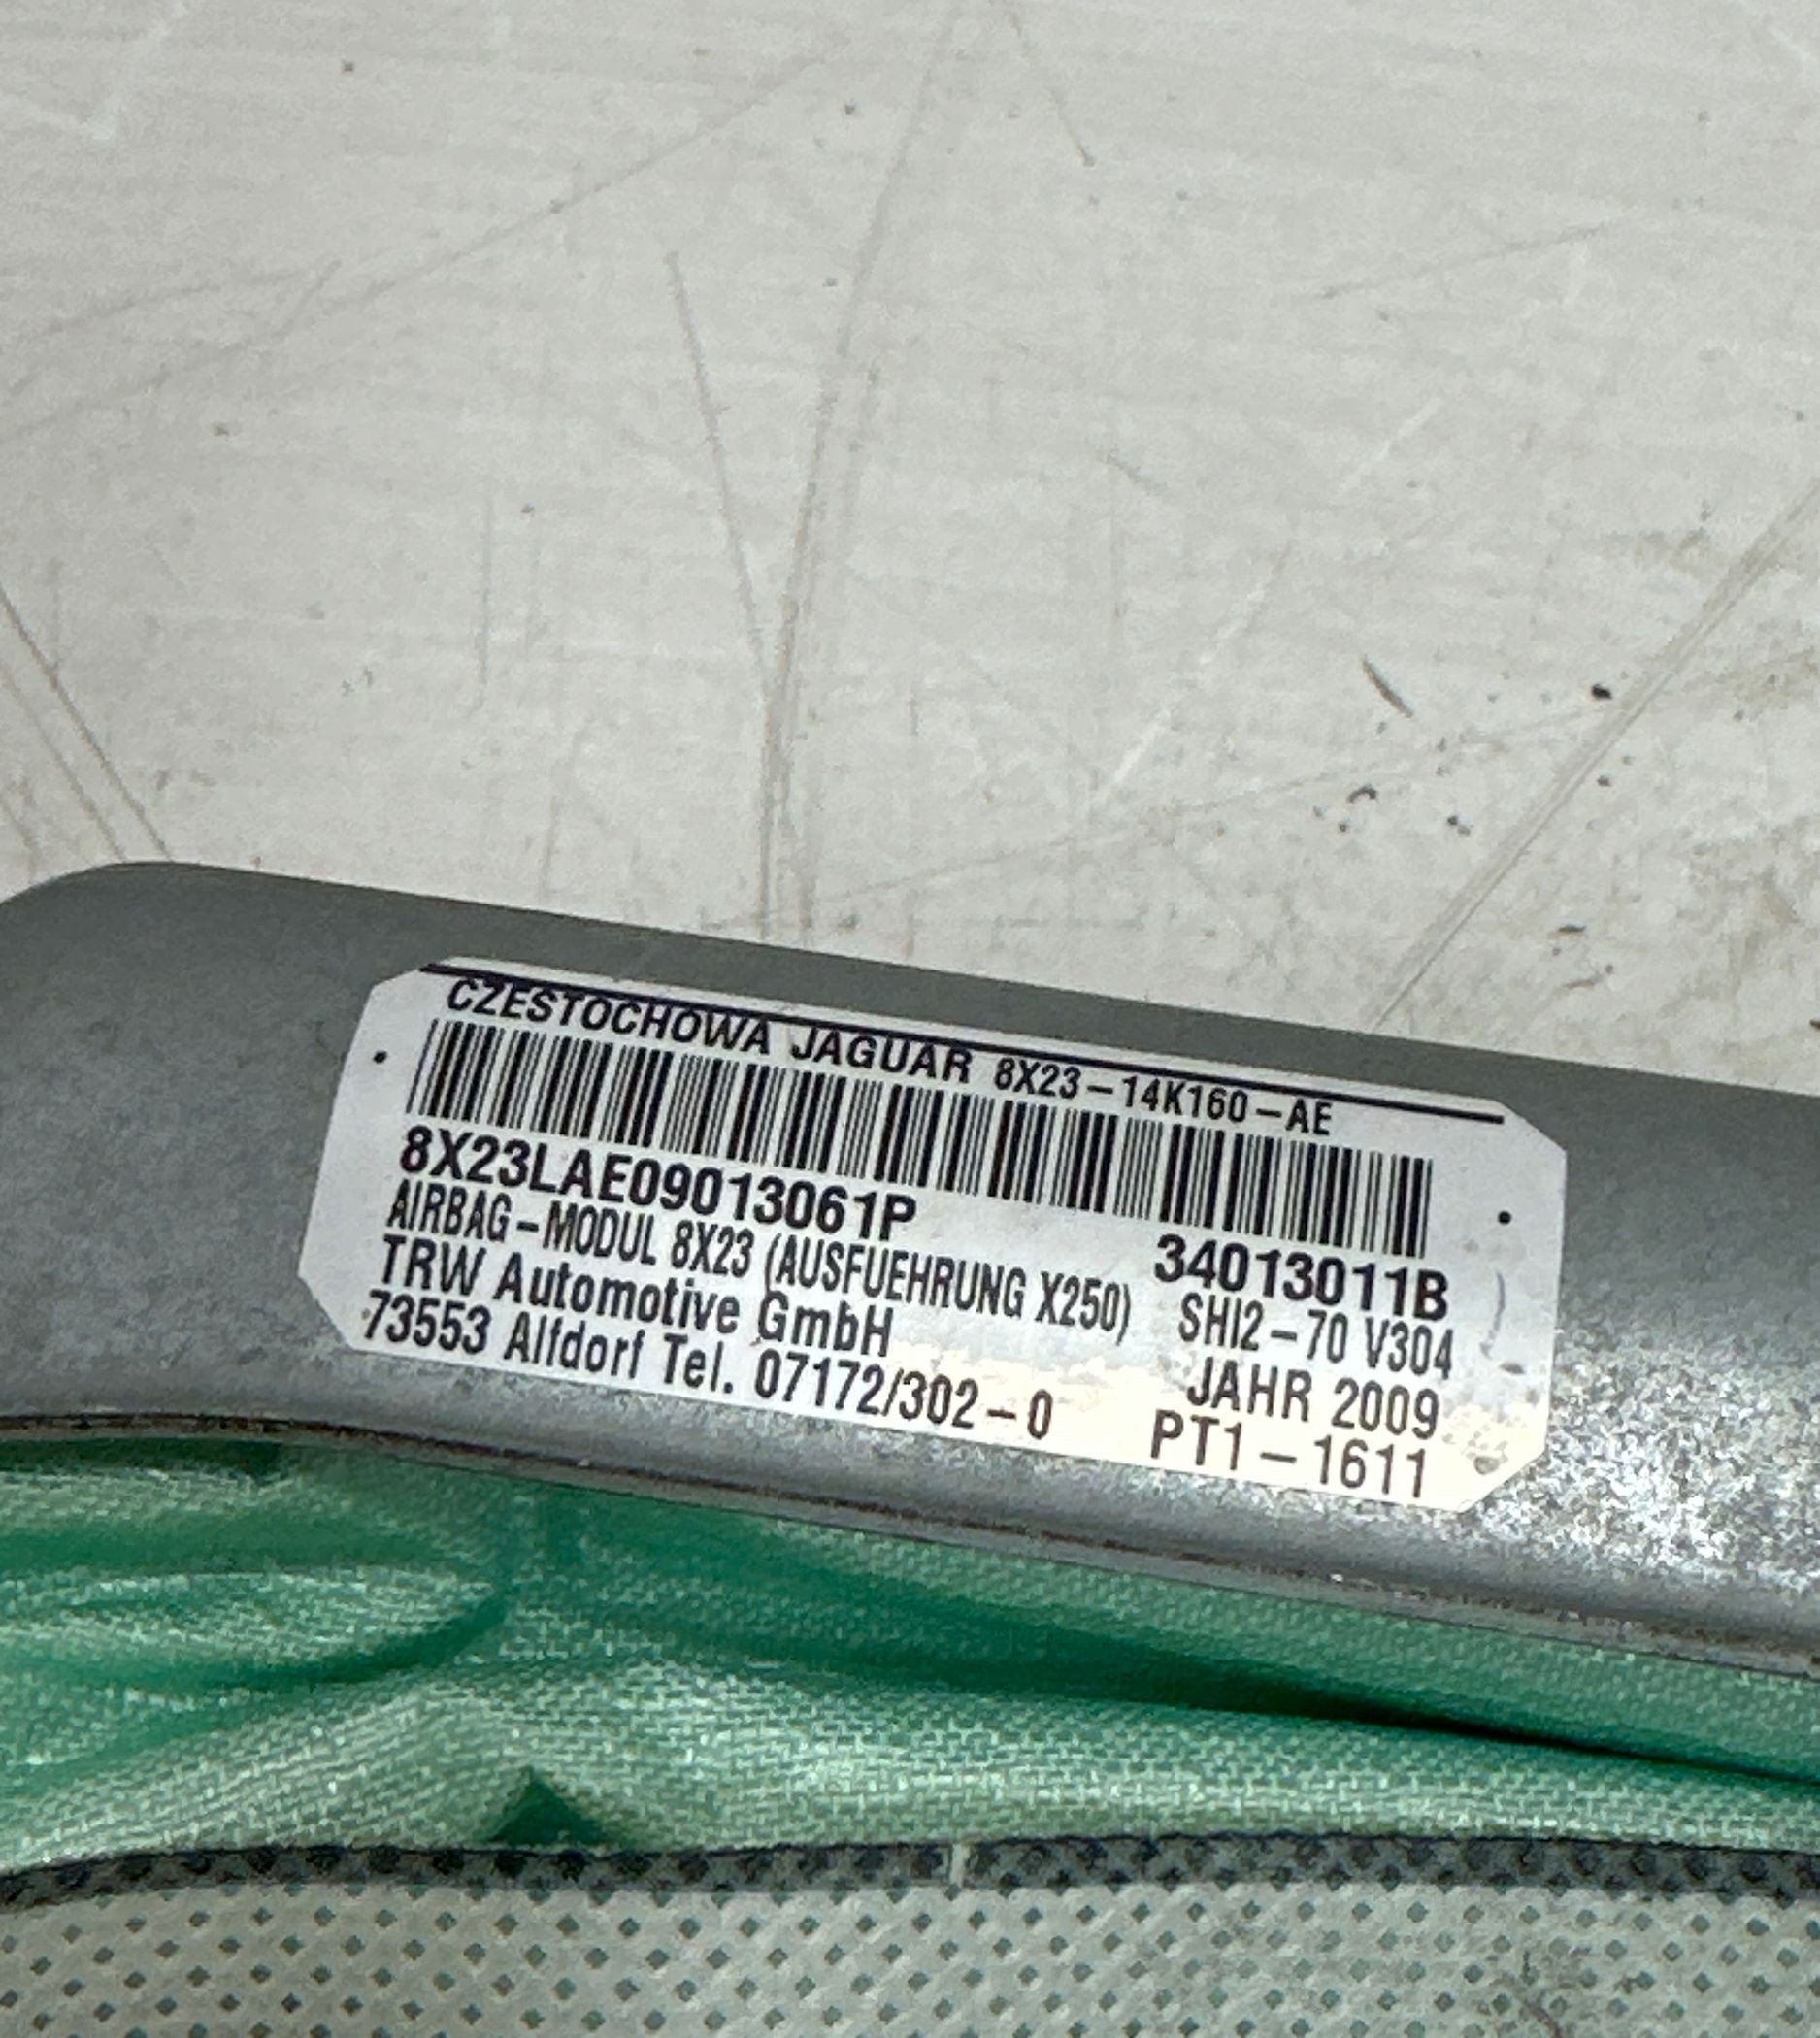 CZESTOCHOWA JAGUAR 8X23-14K160-AE
8X23LAE09013061P 34013011B
AIRBAG-MODUL 8X23 (AUSFUEHRUNG X250) SHI2-70 V304
TRW Automotive GmbH JAHR 2009
73553 Alfdorf Tel. 07172/302-0 PT1-1611